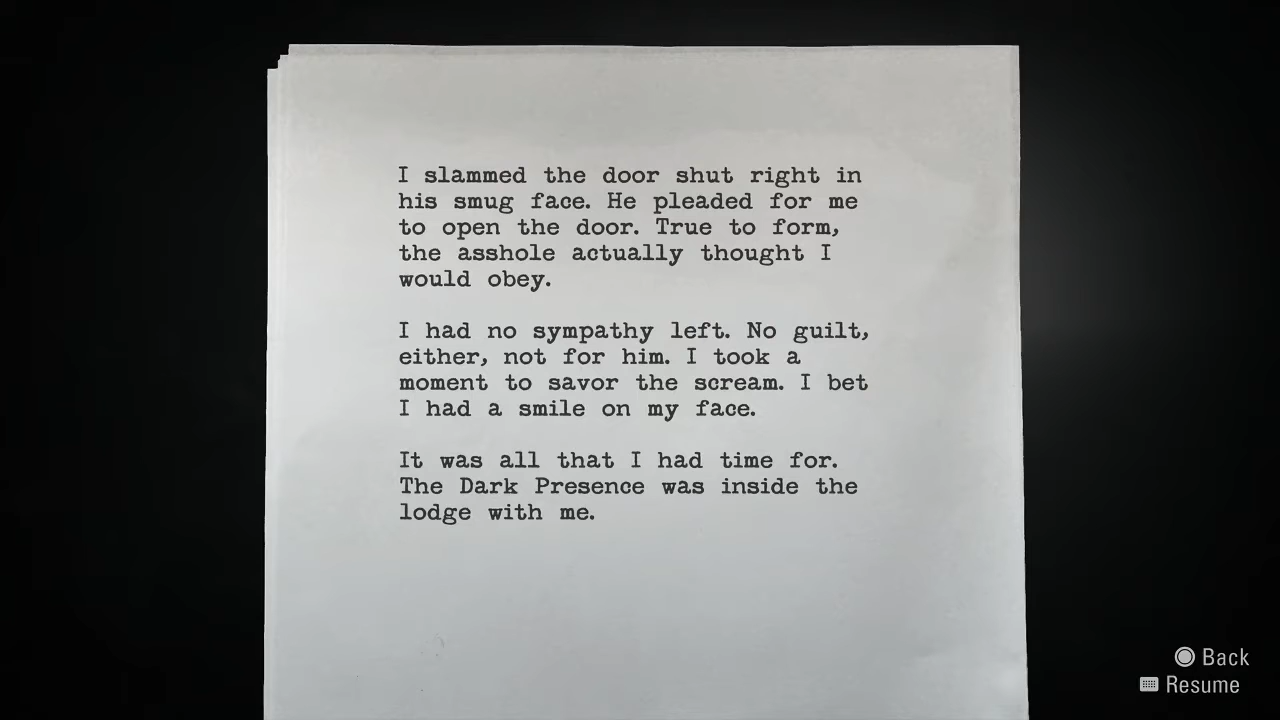 I slammed the door shut right in
his smug face. He pleaded for me
to open the door. True to form,
the asshole actually thought I
would obey.
I had no sympathy left. No guilt,
either, not for him. I took a
moment to savor the scream. I bet
I had a smile on my face.
It was all that I had time for.
The Dark Presence was inside the
lodge with me.
Back
Resume